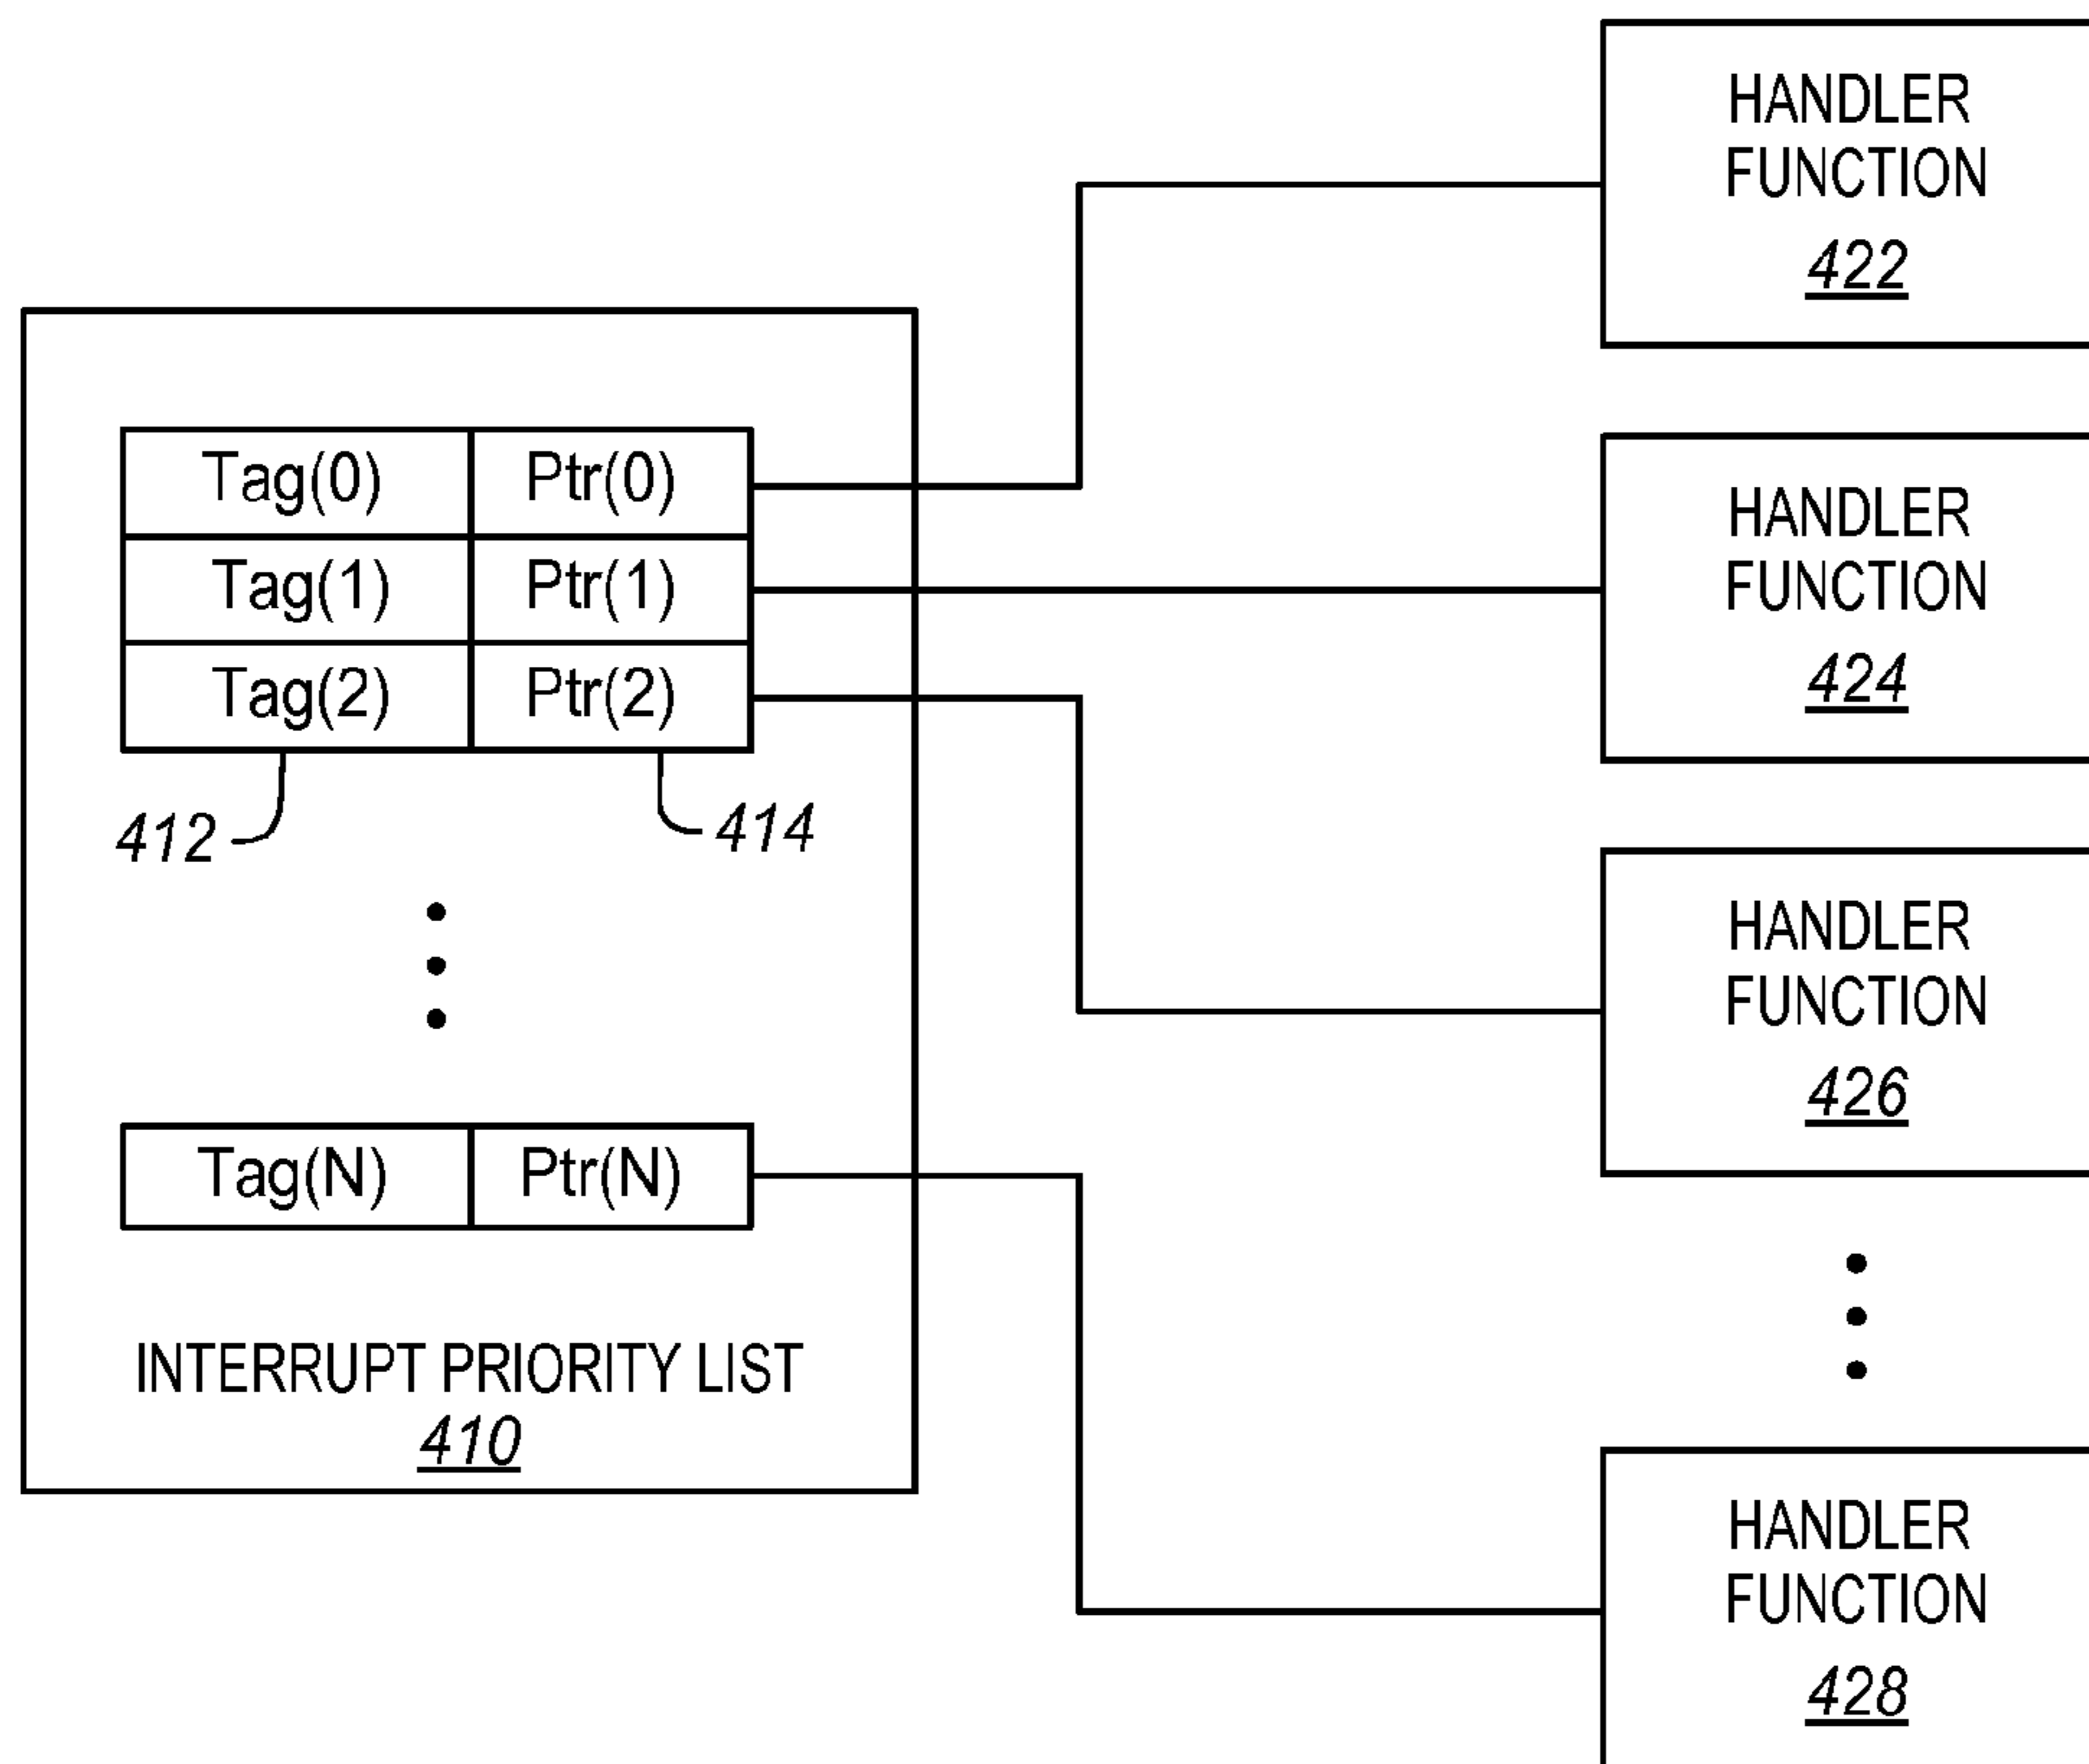 HANDLER
FUNCTION
422
Tag(0) Ptr(0)
Tag(1) Ptr(1)
Tag(2) Ptr(2)
412 414
Tag(N) Ptr(N)
INTERRUPT PRIORITY LIST
410
HANDLER
FUNCTION
424
HANDLER
FUNCTION
426
HANDLER
FUNCTION
428